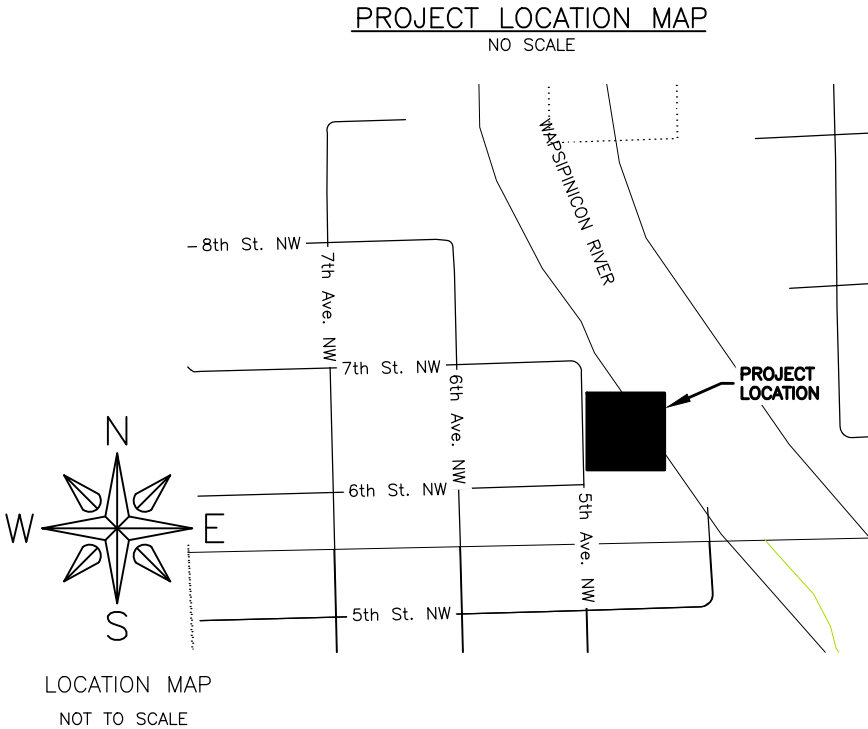 PROJECT LOCATION MAP
NO SCALE
WAPSIPINICON RIVER
8th St. NW
7th Ave. NW
7th St. NW
6th Ave. NW
PROJECT
LOCATION
N
W
E
S
6th St. NW
5th Ave. NW
5th St. NW
LOCATION MAP
NOT TO SCALE